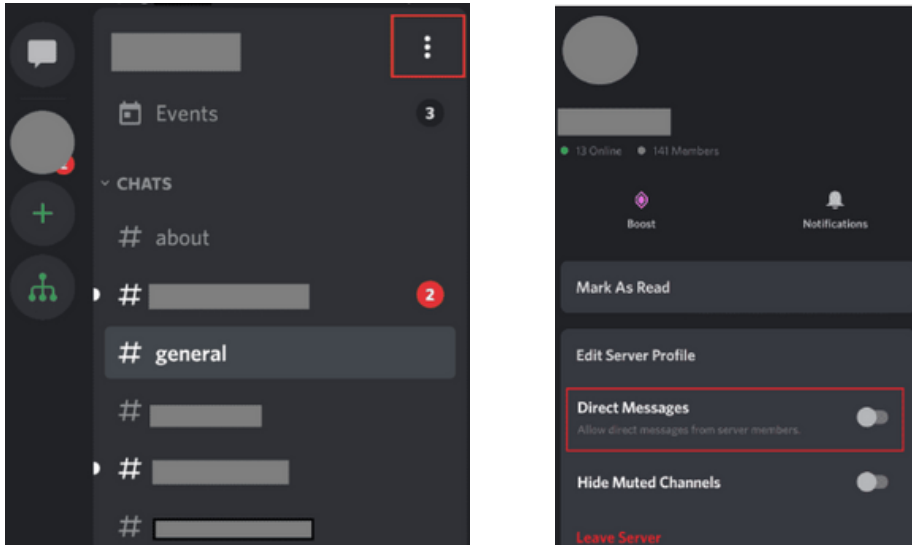 Events 3
CHATS
# about
# 2
# general
#
#
#
13 Online 141 Members
Boost Notifications
Mark As Read
Edit Server Profile
Direct Messages
Allow direct messages from server members.
Hide Muted Channels
Leave Server